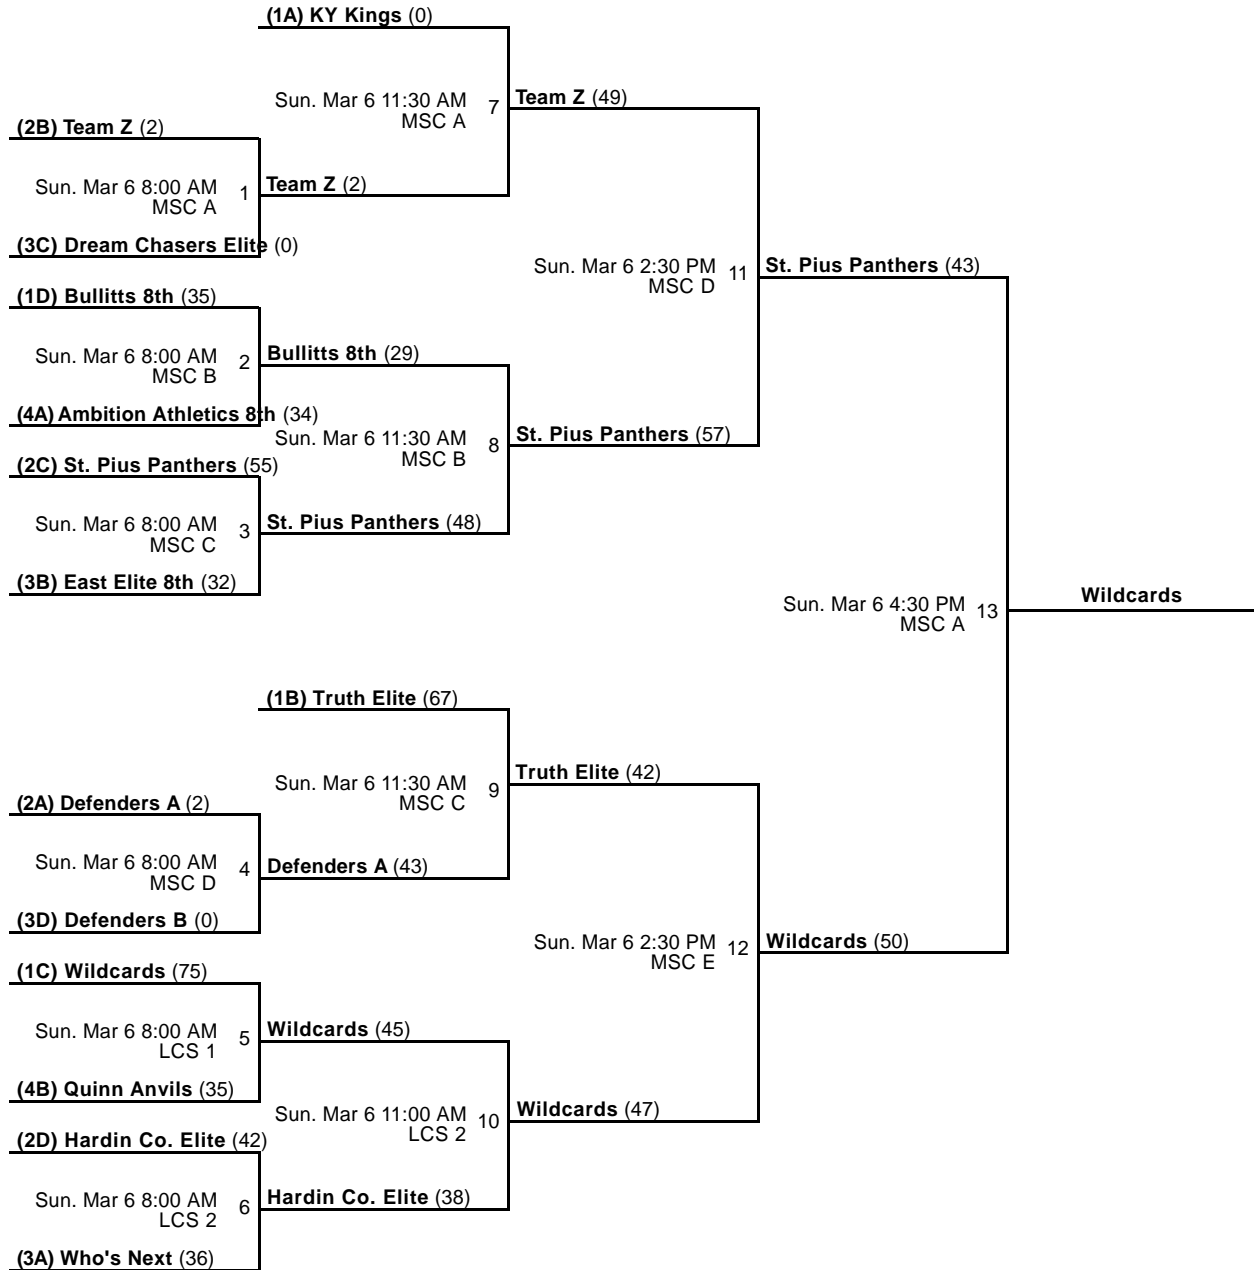 (1A) KY Kings (0)
Sun. Mar 6 11:30 AM 7 Team Z (49)
MSC A
(2B) Team Z (2)
Sun. Mar 6 8:00 AM 1 Team Z (2)
MSC A
(3C) Dream Chasers Elite (0)
Sun. Mar 6 2:30 PM 11 St. Pius Panthers (43)
MSC D
(1D) Bullitts 8th (35)
Sun. Mar 6 8:00 AM 2 Bullitts 8th (29)
MSC B
(4A) Ambition Athletics 8th (34)
Sun. Mar 6 11:30 AM 8 St. Pius Panthers (57)
MSC B
(2C) St. Pius Panthers (55)
Sun. Mar 6 8:00 AM 3 St. Pius Panthers (48)
MSC C
(3B) East Elite 8th (32)
Sun. Mar 6 4:30 PM 13 Wildcards
MSC A
(1B) Truth Elite (67)
Sun. Mar 6 11:30 AM 9 Truth Elite (42)
MSC C
(2A) Defenders A (2)
Sun. Mar 6 8:00 AM 4 Defenders A (43)
MSC D
(3D) Defenders B (0)
Sun. Mar 6 2:30 PM 12 Wildcards (50)
MSC E
(1C) Wildcards (75)
Sun. Mar 6 8:00 AM 5 Wildcards (45)
LCS 1
(4B) Quinn Anvils (35)
Sun. Mar 6 11:00 AM 10 Wildcards (47)
LCS 2
(2D) Hardin Co. Elite (42)
Sun. Mar 6 8:00 AM 6 Hardin Co. Elite (38)
LCS 2
(3A) Who's Next (36)